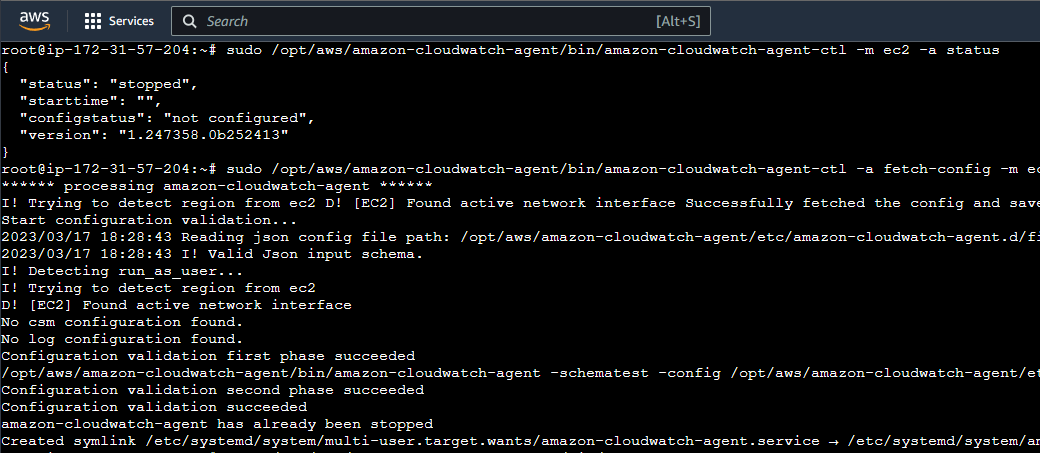 aws
Services
Search
[Alt+S]
root@ip-172-31-57-204:~# sudo /opt/aws/amazon-cloudwatch-agent/bin/amazon-cloudwatch-agent-ctl -m ec2 -a status
{
  "status": "stopped",
  "starttime": "",
  "configstatus": "not configured",
  "version": "1.247358.0b252413"
}
root@ip-172-31-57-204:~# sudo /opt/aws/amazon-cloudwatch-agent/bin/amazon-cloudwatch-agent-ctl -a fetch-config -m ec
****** processing amazon-cloudwatch-agent ******
I! Trying to detect region from ec2 D! [EC2] Found active network interface Successfully fetched the config and save
Start configuration validation...
2023/03/17 18:28:43 Reading json config file path: /opt/aws/amazon-cloudwatch-agent/etc/amazon-cloudwatch-agent.d/fi
2023/03/17 18:28:43 I! Valid Json input schema.
I! Detecting run_as_user...
I! Trying to detect region from ec2
D! [EC2] Found active network interface
No csm configuration found.
No log configuration found.
Configuration validation first phase succeeded
/opt/aws/amazon-cloudwatch-agent/bin/amazon-cloudwatch-agent -schematest -config /opt/aws/amazon-cloudwatch-agent/et
Configuration validation second phase succeeded
Configuration validation succeeded
amazon-cloudwatch-agent has already been stopped
Created symlink /etc/systemd/system/multi-user.target.wants/amazon-cloudwatch-agent.service → /etc/systemd/system/am